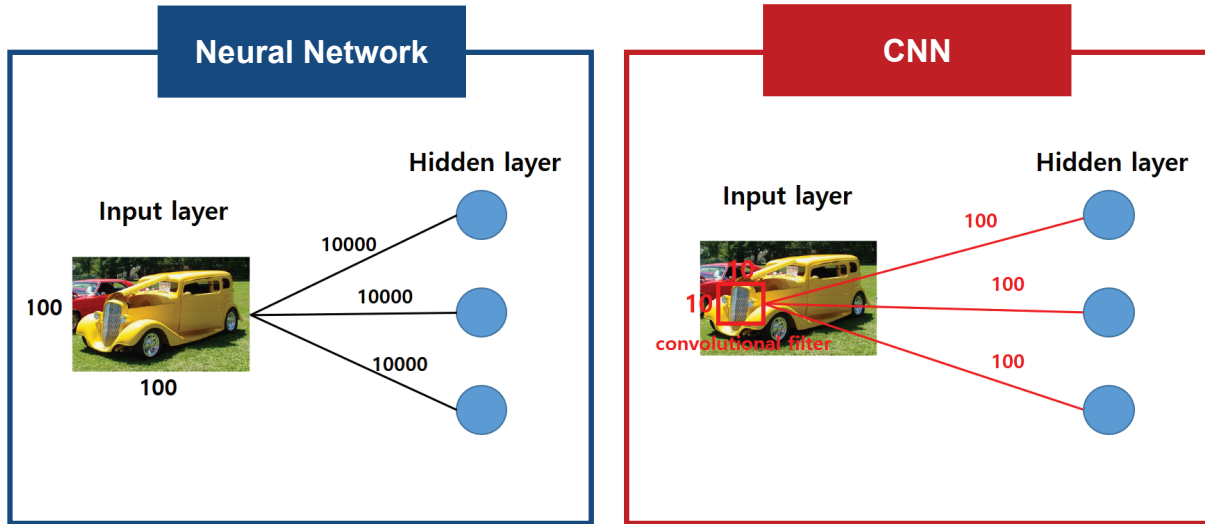 Neural Network
Hidden layer
Input layer
10000
10000
10000
100
100
CNN
Hidden layer
Input layer
100
10
10
100
convolutional filter
100